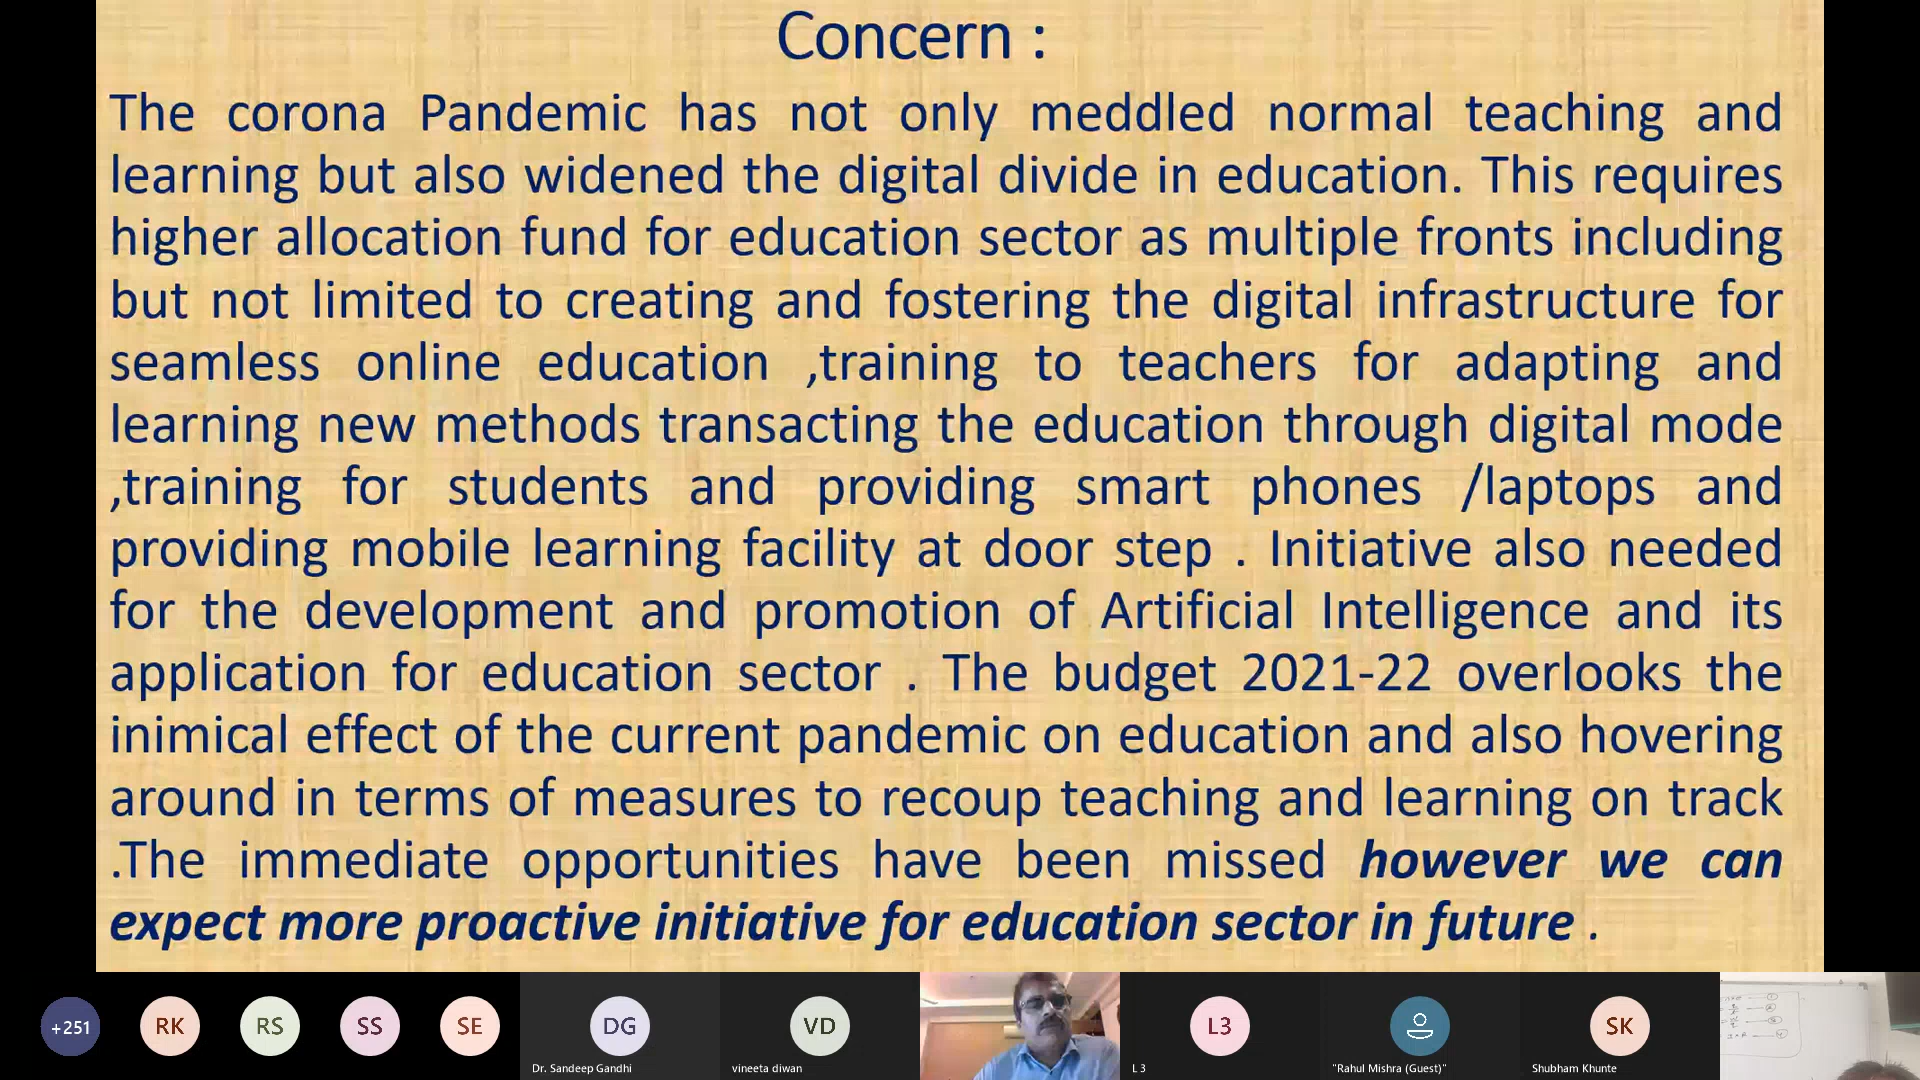 Concern :
The corona Pandemic has not only meddled normal teaching and
learning but also widened the digital divide in education. This requires
higher allocation fund for education sector as multiple fronts including
but not limited to creating and fostering the digital infrastructure for
seamless online education ,training to teachers for adapting and
learning new methods transacting the education through digital mode
,training for students and providing smart phones /laptops and
providing mobile learning facility at door step . Initiative also needed
for the development and promotion of Artificial Intelligence and its
application for education sector . The budget 2021-22 overlooks the
inimical effect of the current pandemic on education and also hovering
around in terms of measures to recoup teaching and learning on track
.The immediate opportunities have been missed however we can
expect more proactive initiative for education sector in future .
+251 RK RS SS SE DG VD L3 SK
Dr. Sandeep Gandhi vineeta diwan L 3 "Rahul Mishra (Guest)" Shubham Khunte